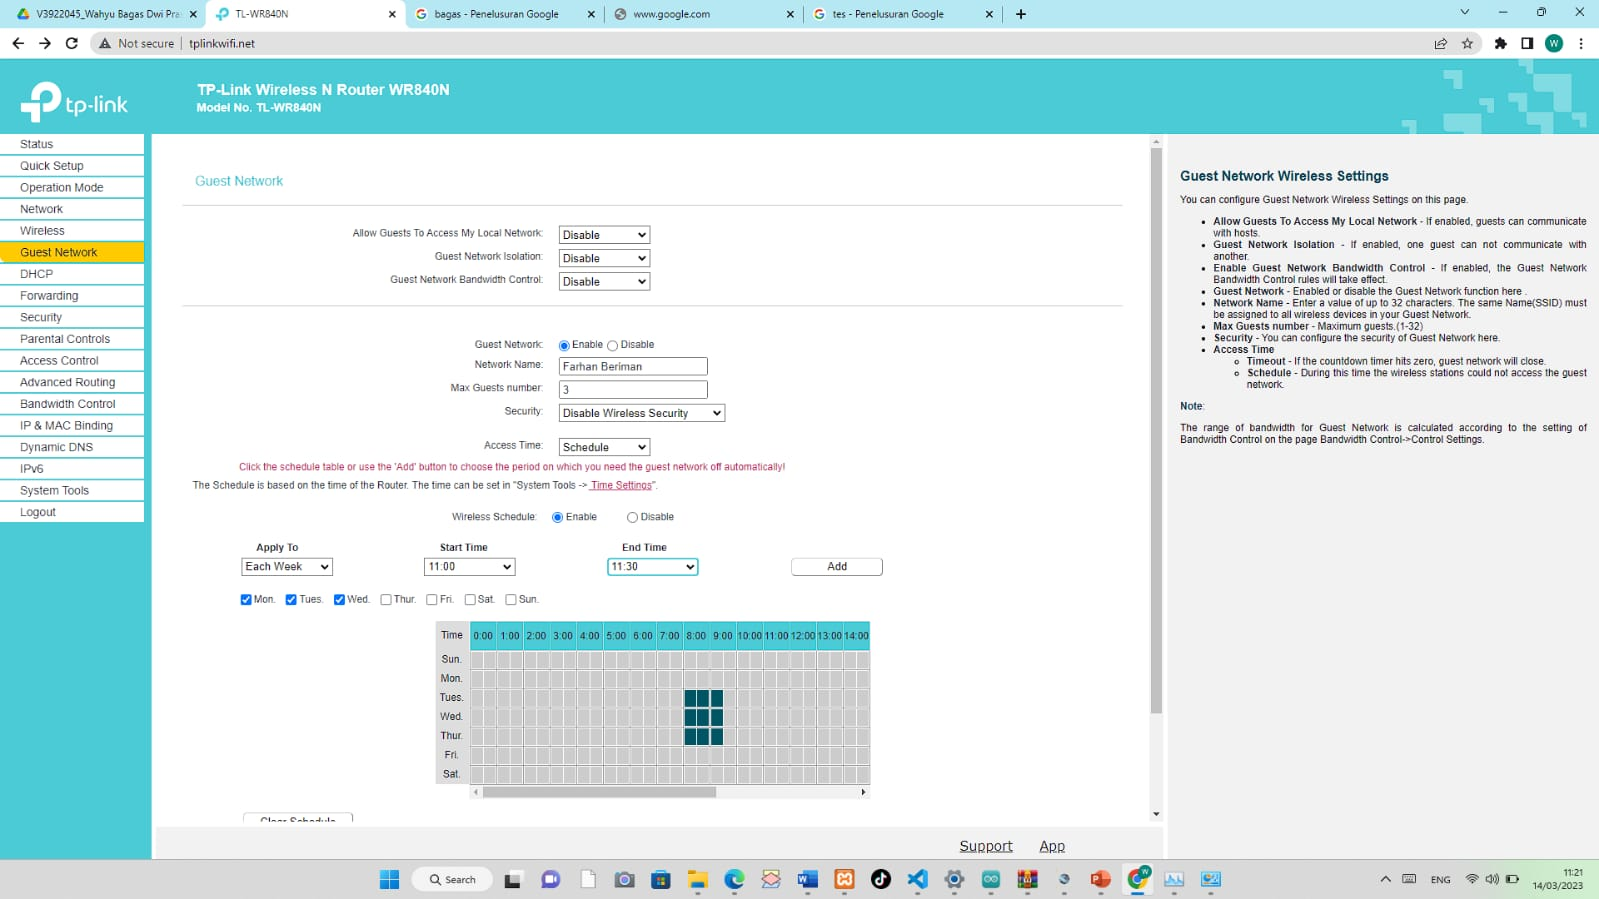 V3922045_Wahyu Bagas Dwi Pra
TL-WR840N
bagas - Penelusuran Google
www.google.com
tes - Penelusuran Google
Not secure
tplinkwifi.net
W
tp-link
TP-Link Wireless N Router WR840N
Model No. TL-WR840N
Status
Quick Setup
Operation Mode
Network
Wireless
Guest Network
DHCP
Forwarding
Security
Parental Controls
Access Control
Advanced Routing
Bandwidth Control
IP & MAC Binding
Dynamic DNS
IPv6
System Tools
Logout
Guest Network
Allow Guests To Access My Local Network: Disable
Guest Network Isolation: Disable
Guest Network Bandwidth Control: Disable
Guest Network: Enable Disable
Network Name: Farhan Beriman
Max Guests number: 3
Security: Disable Wireless Security
Access Time: Schedule
Click the schedule table or use the 'Add' button to choose the period on which you need the guest network off automatically!
The Schedule is based on the time of the Router. The time can be set in "System Tools -> Time Settings".
Wireless Schedule: Enable Disable
Apply To Start Time End Time
Each Week 11:00 11:30 Add
Mon. Tues. Wed. Thur. Fri. Sat. Sun.
Time 0:00 1:00 2:00 3:00 4:00 5:00 6:00 7:00 8:00 9:00 10:00 11:00 12:00 13:00 14:00
Sun.
Mon.
Tues.
Wed.
Thur.
Fri.
Sat.
Clear Schedule
Support App
Guest Network Wireless Settings
You can configure Guest Network Wireless Settings on this page.
Allow Guests To Access My Local Network - If enabled, guests can communicate
with hosts.
Guest Network Isolation - If enabled, one guest can not communicate with
another.
Enable Guest Network Bandwidth Control - If enabled, the Guest Network
Bandwidth Control rules will take effect.
Guest Network - Enabled or disable the Guest Network function here .
Network Name - Enter a value of up to 32 characters. The same Name(SSID) must
be assigned to all wireless devices in your Guest Network.
Max Guests number - Maximum guests.(1-32)
Security - You can configure the security of Guest Network here.
Access Time
Timeout - If the countdown timer hits zero, guest network will close.
Schedule - During this time the wireless stations could not access the guest
network.
Note:
The range of bandwidth for Guest Network is calculated according to the setting of
Bandwidth Control on the page Bandwidth Control->Control Settings.
Search
ENG
11:21
14/03/2023